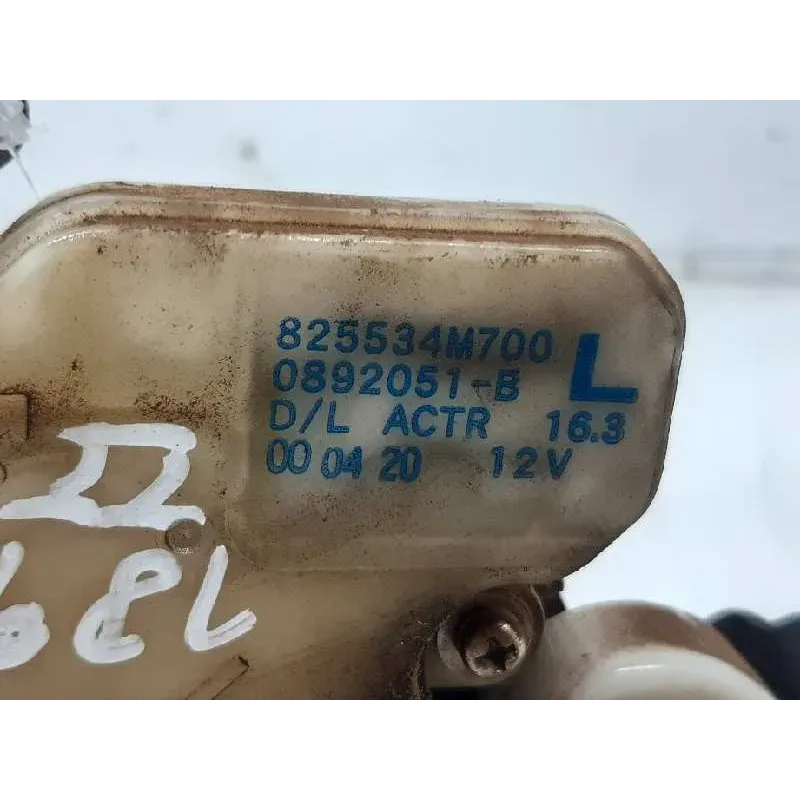 825534M700
0892051-B L
D/L ACTR 16.3
00 04 20 12V